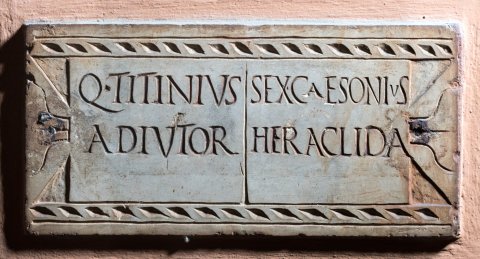 Q·TITINIVS
ADIVTOR
SEX·CAESONIVS
HERACLIDA